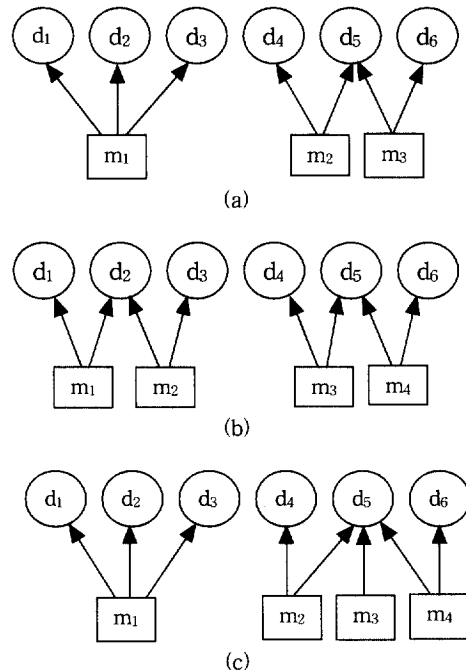 d₁ d₂ d₃ d₄ d₅ d₆
m₁ m₂ m₃
(a)
d₁ d₂ d₃ d₄ d₅ d₆
m₁ m₂ m₃ m₄
(b)
d₁ d₂ d₃ d₄ d₅ d₆
m₁ m₂ m₃ m₄
(c)